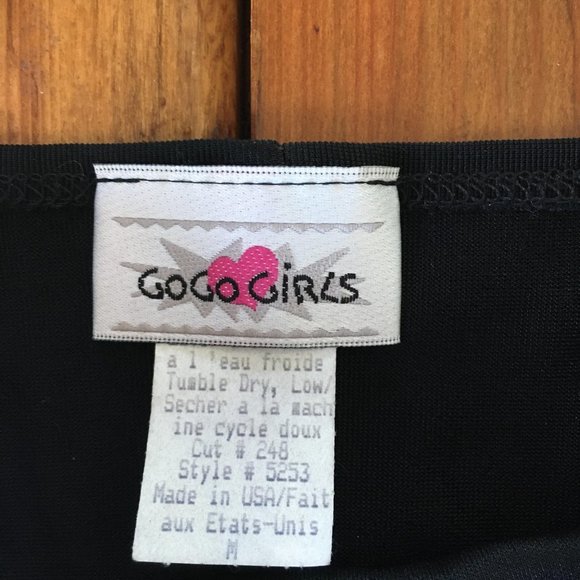 GOGO GiRLS
a l 'eau froide
Tumble Dry, Low/
Secher a la mach
ine cycle doux
Cut # 248
Style # 5253
Made in USA/Fait
aux Etats-Unis
M